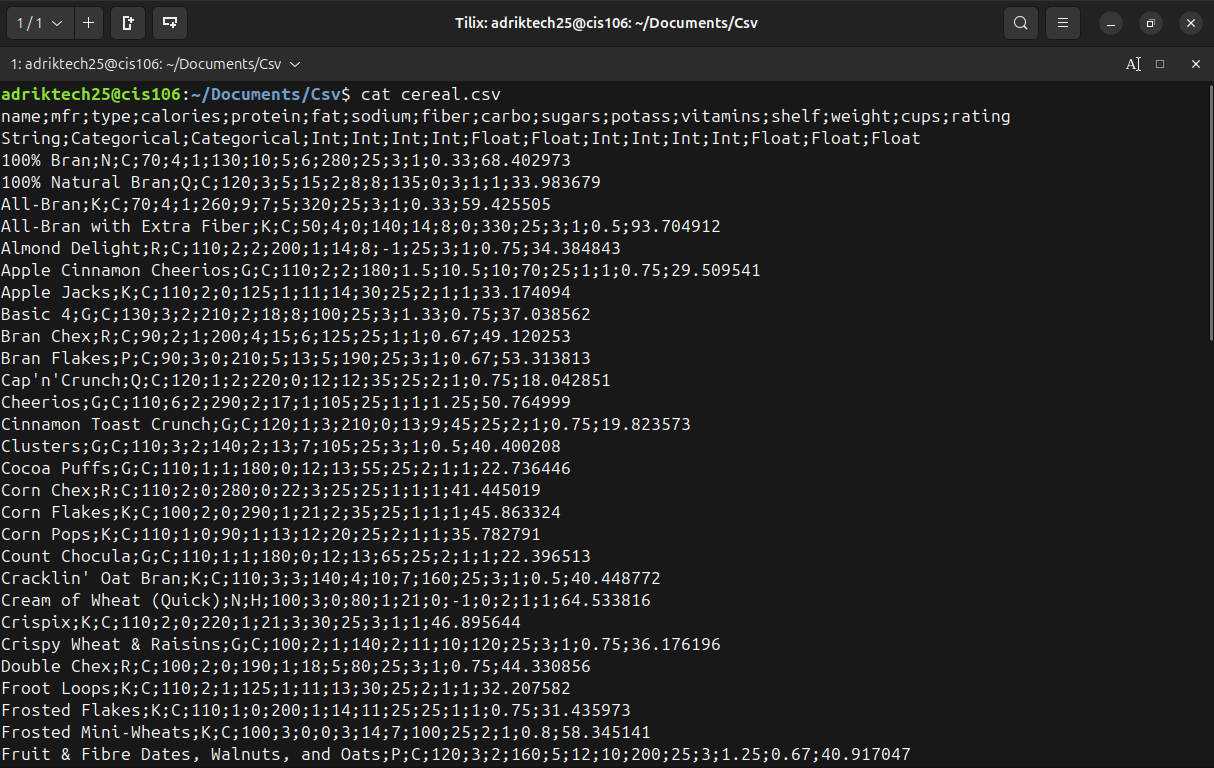 1 / 1
Tilix: adriktech25@cis106: ~/Documents/Csv
1: adriktech25@cis106: ~/Documents/Csv
adriktech25@cis106:~/Documents/Csv$ cat cereal.csv
name;mfr;type;calories;protein;fat;sodium;fiber;carbo;sugars;potass;vitamins;shelf;weight;cups;rating
String;Categorical;Categorical;Int;Int;Int;Int;Float;Float;Int;Int;Int;Int;Float;Float;Float
100% Bran;N;C;70;4;1;130;10;5;6;280;25;3;1;0.33;68.402973
100% Natural Bran;Q;C;120;3;5;15;2;8;8;135;0;3;1;1;33.983679
All-Bran;K;C;70;4;1;260;9;7;5;320;25;3;1;0.33;59.425505
All-Bran with Extra Fiber;K;C;50;4;0;140;14;8;0;330;25;3;1;0.5;93.704912
Almond Delight;R;C;110;2;2;200;1;14;8;-1;25;3;1;0.75;34.384843
Apple Cinnamon Cheerios;G;C;110;2;2;180;1.5;10.5;10;70;25;1;1;0.75;29.509541
Apple Jacks;K;C;110;2;0;125;1;11;14;30;25;2;1;1;33.174094
Basic 4;G;C;130;3;2;210;2;18;8;100;25;3;1.33;0.75;37.038562
Bran Chex;R;C;90;2;1;200;4;15;6;125;25;1;1;0.67;49.120253
Bran Flakes;P;C;90;3;0;210;5;13;5;190;25;3;1;0.67;53.313813
Cap'n'Crunch;Q;C;120;1;2;220;0;12;12;35;25;2;1;0.75;18.042851
Cheerios;G;C;110;6;2;290;2;17;1;105;25;1;1;1.25;50.764999
Cinnamon Toast Crunch;G;C;120;1;3;210;0;13;9;45;25;2;1;0.75;19.823573
Clusters;G;C;110;3;2;140;2;13;7;105;25;3;1;0.5;40.400208
Cocoa Puffs;G;C;110;1;1;180;0;12;13;55;25;2;1;1;22.736446
Corn Chex;R;C;110;2;0;280;0;22;3;25;25;1;1;1;41.445019
Corn Flakes;K;C;100;2;0;290;1;21;2;35;25;1;1;1;45.863324
Corn Pops;K;C;110;1;0;90;1;13;12;20;25;2;1;1;35.782791
Count Chocula;G;C;110;1;1;180;0;12;13;65;25;2;1;1;22.396513
Cracklin' Oat Bran;K;C;110;3;3;140;4;10;7;160;25;3;1;0.5;40.448772
Cream of Wheat (Quick);N;H;100;3;0;80;1;21;0;-1;0;2;1;1;64.533816
Crispix;K;C;110;2;0;220;1;21;3;30;25;3;1;1;46.895644
Crispy Wheat & Raisins;G;C;100;2;1;140;2;11;10;120;25;3;1;0.75;36.176196
Double Chex;R;C;100;2;0;190;1;18;5;80;25;3;1;0.75;44.330856
Froot Loops;K;C;110;2;1;125;1;11;13;30;25;2;1;1;32.207582
Frosted Flakes;K;C;110;1;0;200;1;14;11;25;25;1;1;0.75;31.435973
Frosted Mini-Wheats;K;C;100;3;0;0;3;14;7;100;25;2;1;0.8;58.345141
Fruit & Fibre Dates, Walnuts, and Oats;P;C;120;3;2;160;5;12;10;200;25;3;1.25;0.67;40.917047